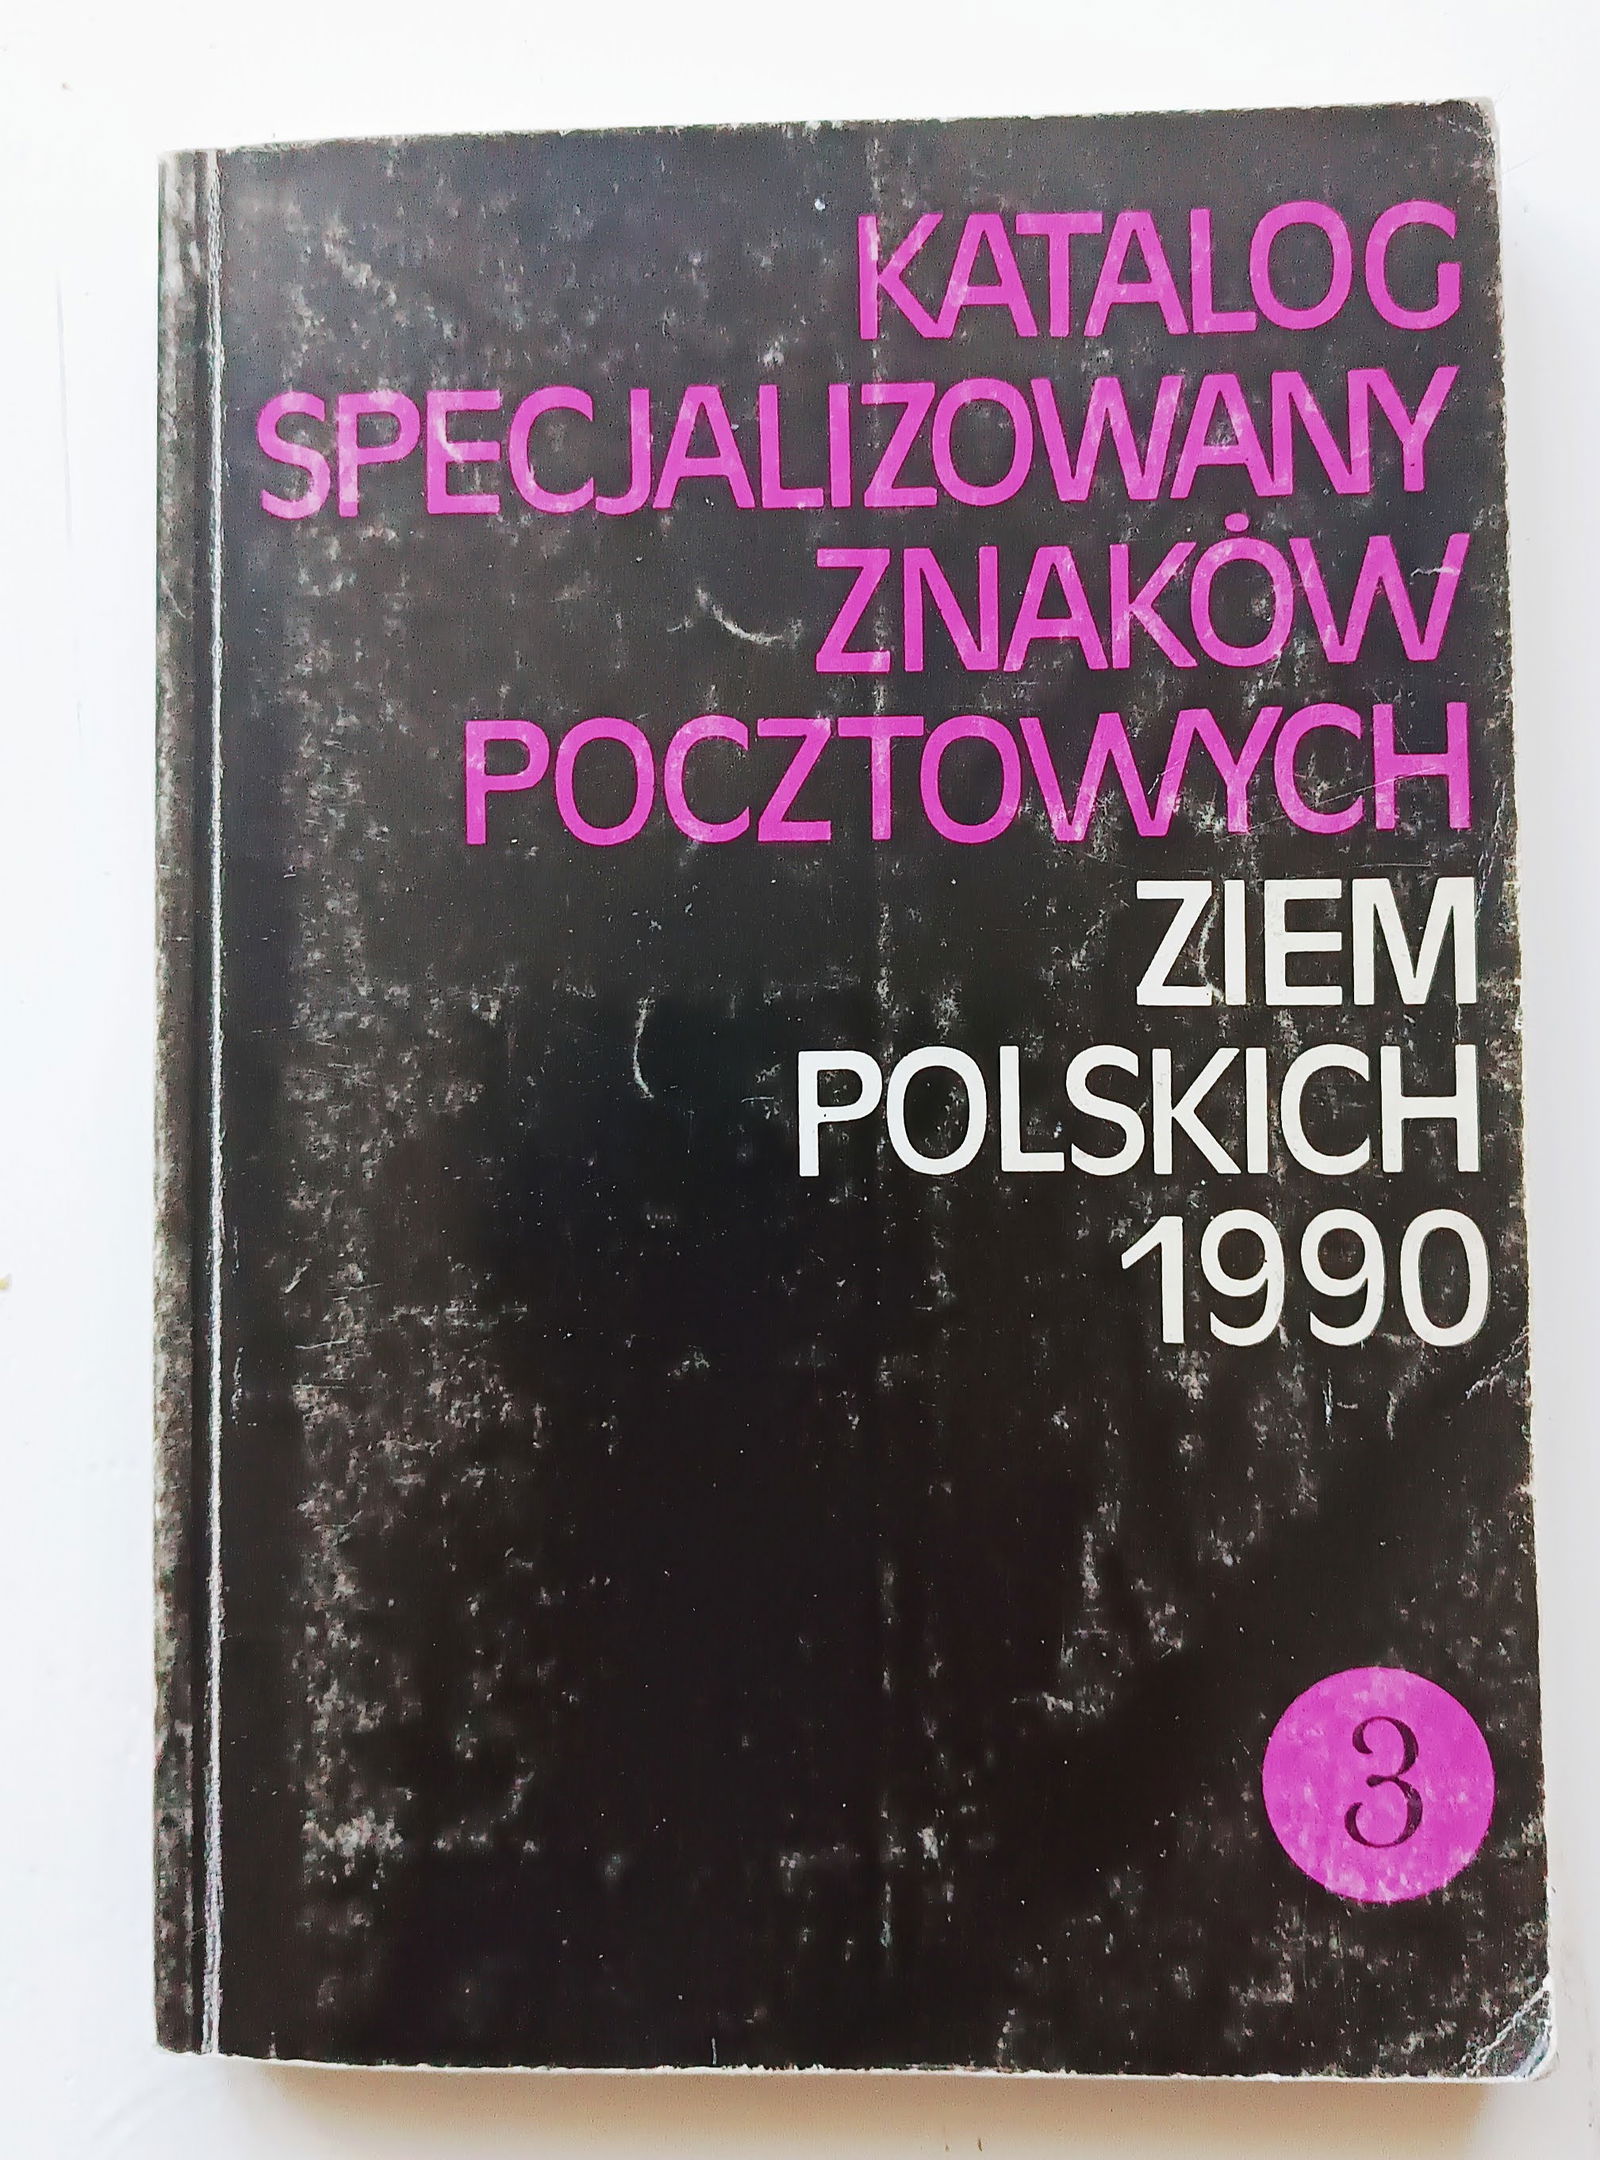 KATALOG
SPECJALIZOWANY
ZNAKÓW
POCZTOWYCH
ZIEM
POLSKICH
1990
3